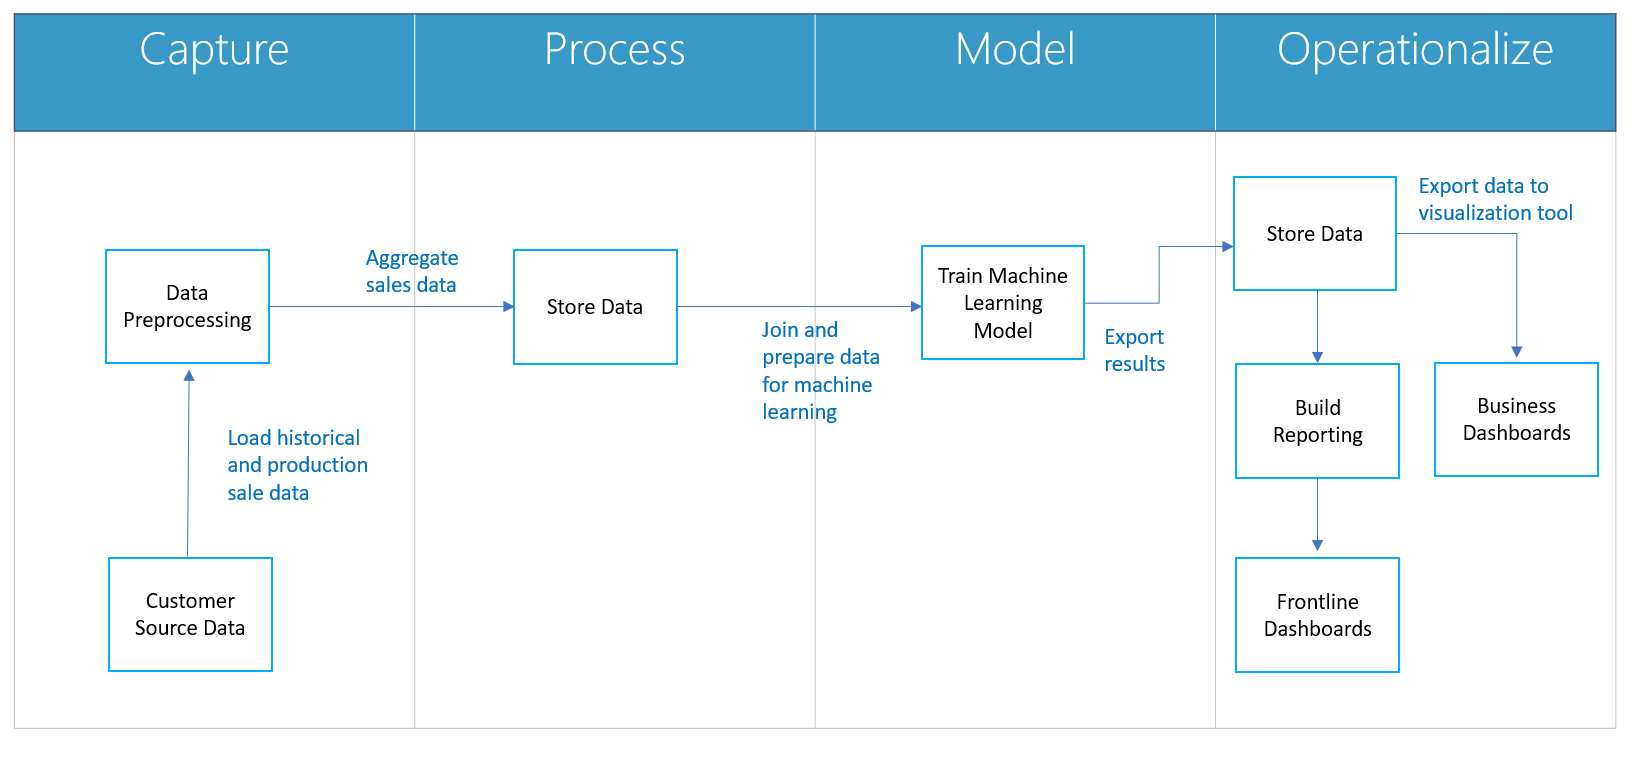 Capture
Process
Model
Operationalize
Data
Preprocessing
Aggregate
sales data
Load historical
and production
sale data
Customer
Source Data
Store Data
Join and
prepare data
for machine
learning
Train Machine
Learning
Model
Export
results
Store Data
Export data to
visualization tool
Build
Reporting
Business
Dashboards
Frontline
Dashboards